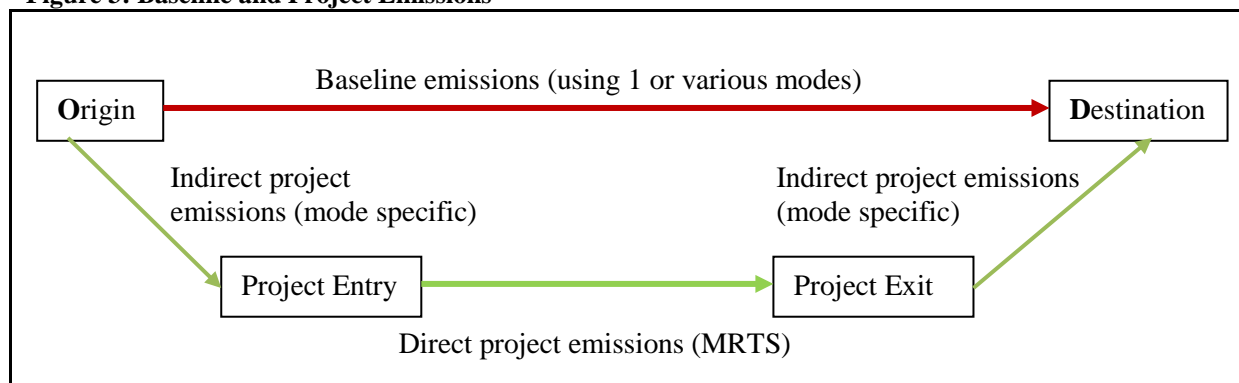 Figure 3: Baseline and Project Emissions
Baseline emissions (using 1 or various modes)
Origin
Destination
Indirect project
emissions (mode specific)
Indirect project emissions
(mode specific)
Project Entry
Project Exit
Direct project emissions (MRTS)